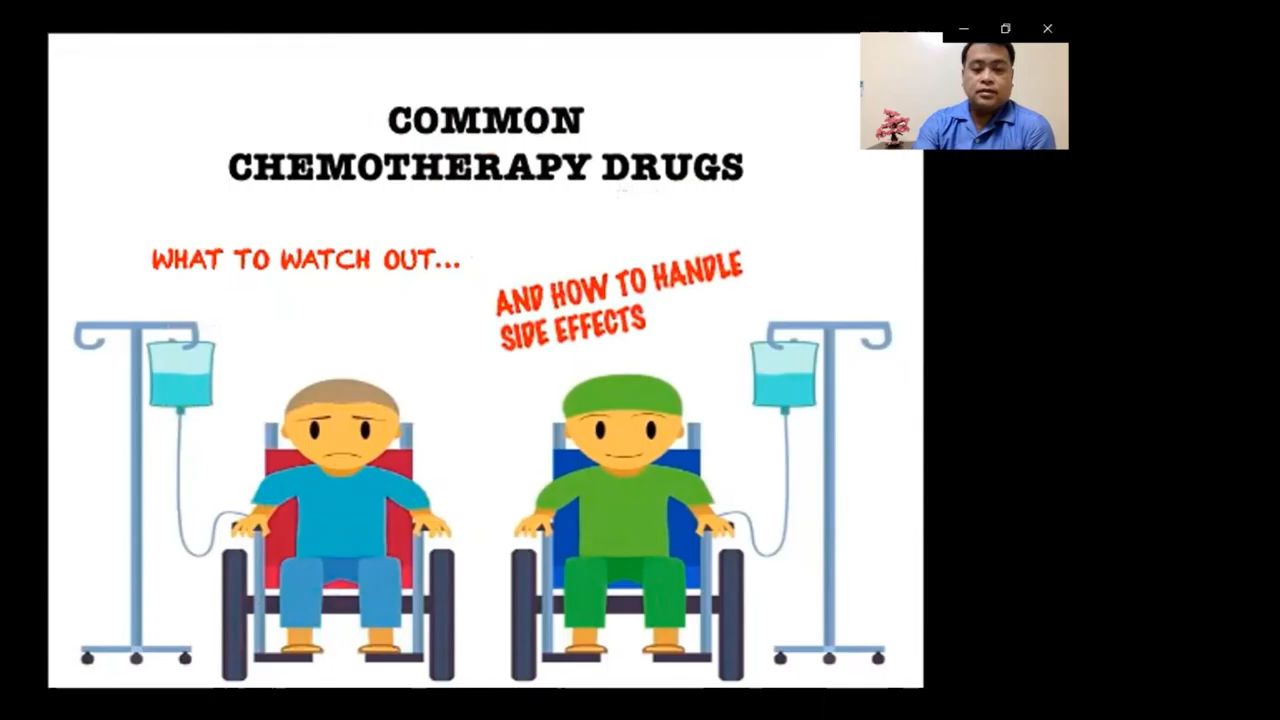 COMMON
CHEMOTHERAPY DRUGS
WHAT TO WATCH OUT...
AND HOW TO HANDLE
SIDE EFFECTS